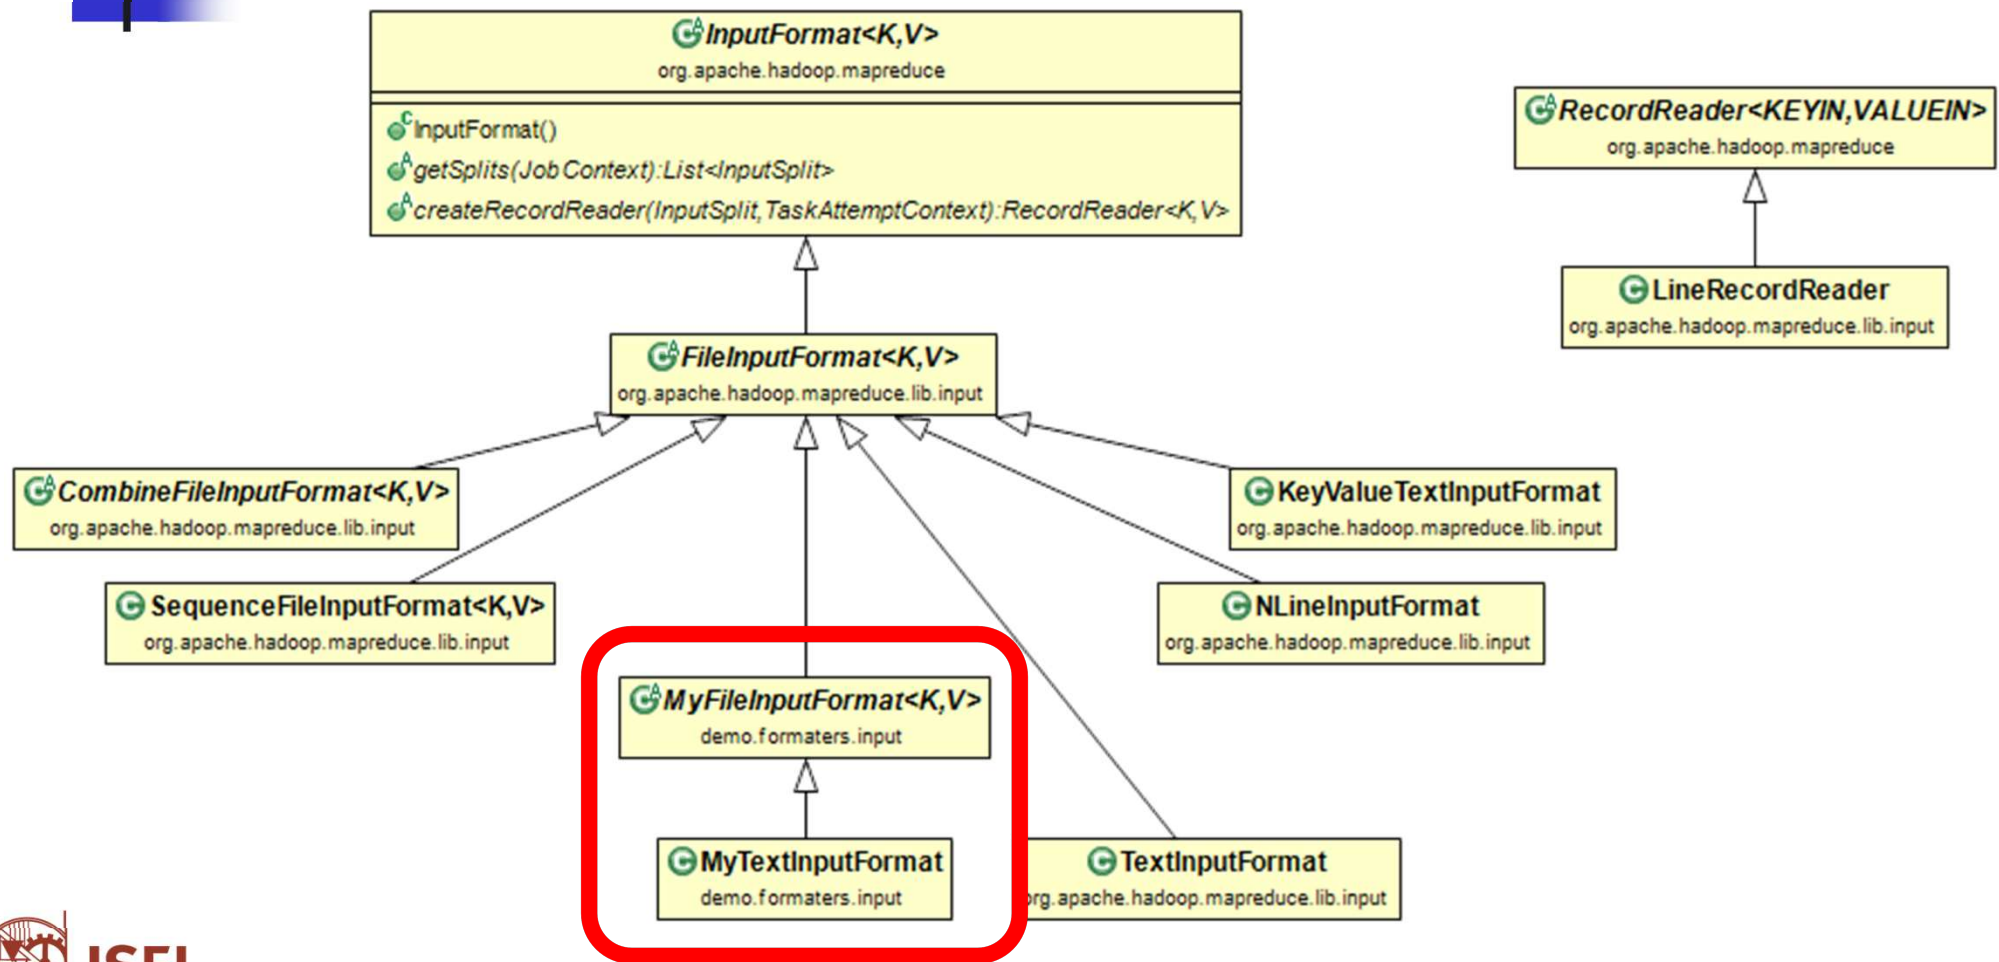 InputFormat<K,V>
org.apache.hadoop.mapreduce
InputFormat()
getSplits(JobContext):List<InputSplit>
createRecordReader(InputSplit,TaskAttemptContext):RecordReader<K,V>
RecordReader<KEYIN,VALUEIN>
org.apache.hadoop.mapreduce
LineRecordReader
org.apache.hadoop.mapreduce.lib.input
FileInputFormat<K,V>
org.apache.hadoop.mapreduce.lib.input
CombineFileInputFormat<K,V>
org.apache.hadoop.mapreduce.lib.input
KeyValueTextInputFormat
org.apache.hadoop.mapreduce.lib.input
SequenceFileInputFormat<K,V>
org.apache.hadoop.mapreduce.lib.input
NLineInputFormat
org.apache.hadoop.mapreduce.lib.input
MyFileInputFormat<K,V>
demo.formaters.input
MyTextInputFormat
demo.formaters.input
TextInputFormat
org.apache.hadoop.mapreduce.lib.input
ISEL